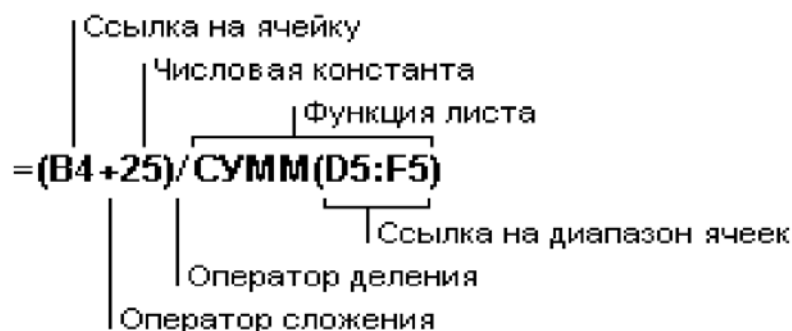 Ссылка на ячейку
Числовая константа
Функция листа
=(B4+25)/СУММ(D5:F5)
Ссылка на диапазон ячеек
Оператор деления
Оператор сложения